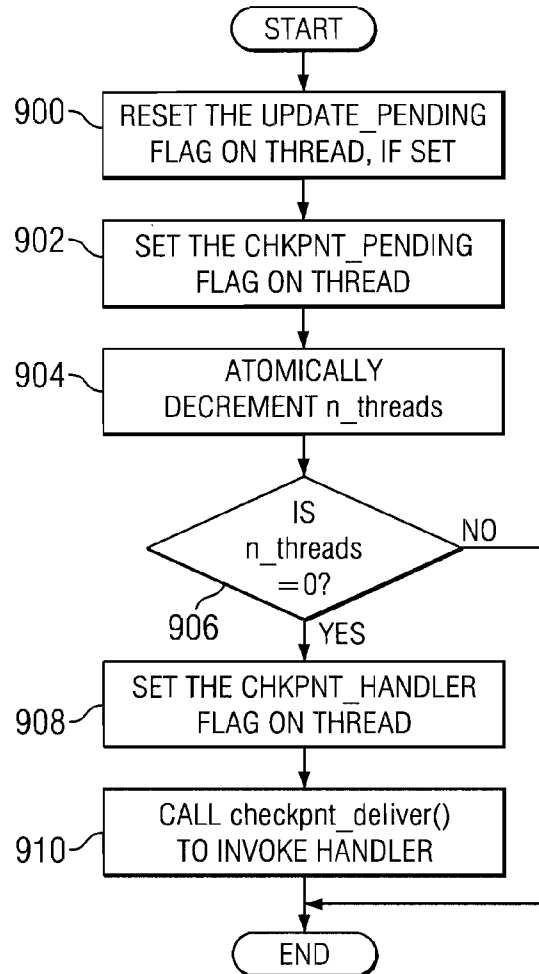 START
900
RESET THE UPDATE_PENDING
FLAG ON THREAD, IF SET
902
SET THE CHKPNT_PENDING
FLAG ON THREAD
904
ATOMICALLY
DECREMENT n_threads
IS
n_threads
=0?
NO
906
YES
908
SET THE CHKPNT_HANDLER
FLAG ON THREAD
910
CALL checkpnt_deliver()
TO INVOKE HANDLER
END